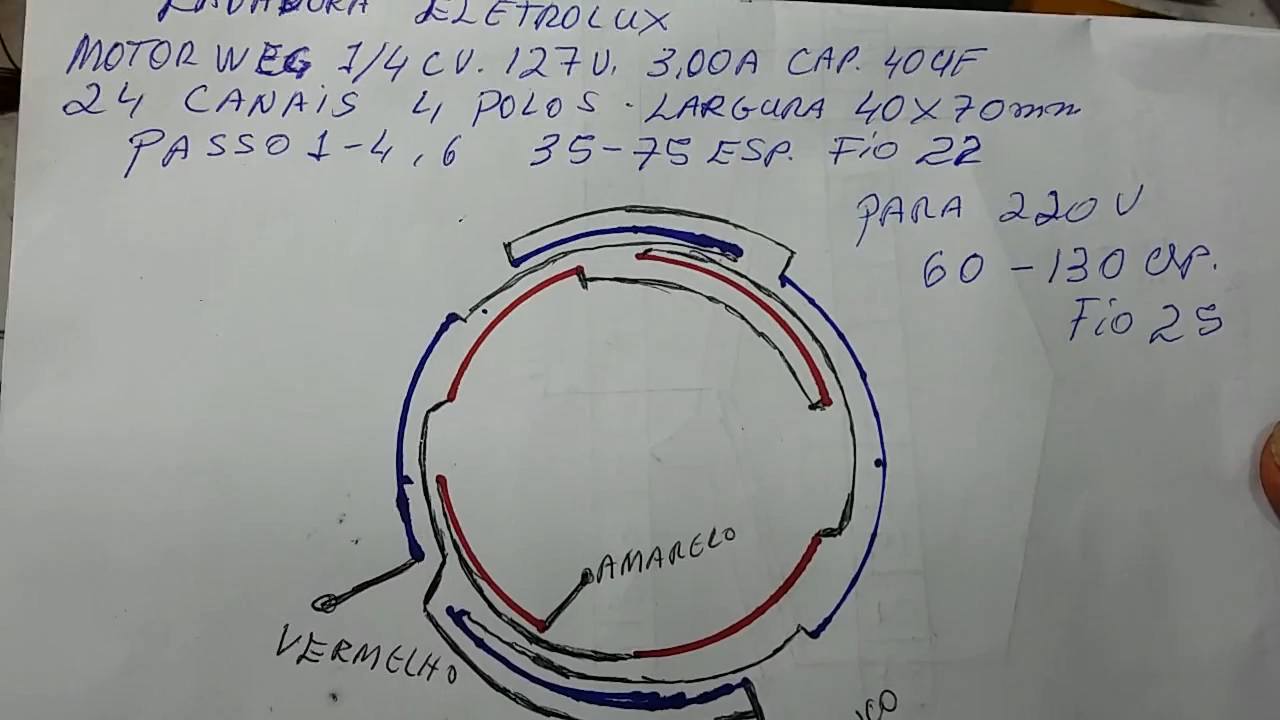 LAVADORA ELETROLUX
MOTOR WEG 1/4 CV. 127V. 3,00A CAP. 40UF
24 CANAIS 4 POLOS. LARGURA 40X70mm
PASSO 1-4,6 35-75 ESP. FIO 22
PARA 220V
60-130 ESP.
FIO 25
AMARELO
VERMELHO